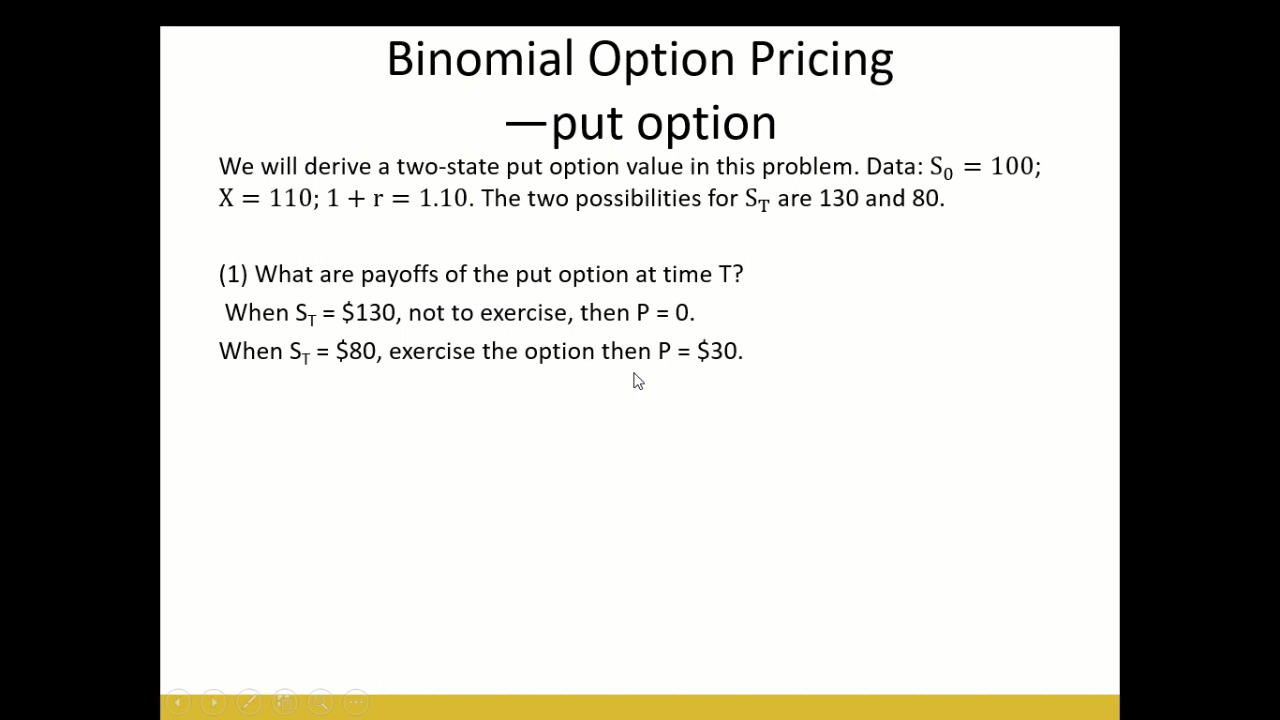 Binomial Option Pricing
—put option
We will derive a two-state put option value in this problem. Data: S₀ = 100;
X = 110; 1 + r = 1.10. The two possibilities for S_T are 130 and 80.
(1) What are payoffs of the put option at time T?
When S_T = $130, not to exercise, then P = 0.
When S_T = $80, exercise the option then P = $30.